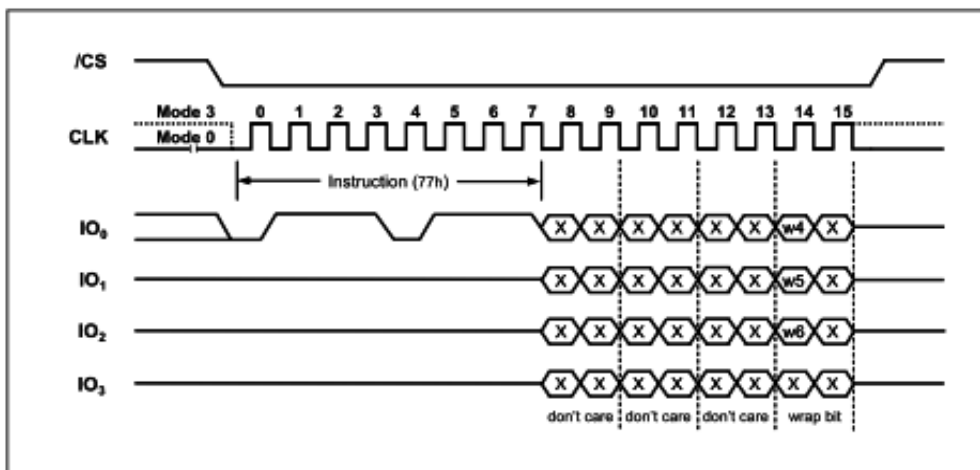 /CS
Mode 3 0 1 2 3 4 5 6 7 8 9 10 11 12 13 14 15
CLK Mode 0
Instruction (77h)
IO₀ X X X X X X w4 X
IO₁ X X X X X X w5 X
IO₂ X X X X X X w6 X
IO₃ X X X X X X X X
don't care don't care don't care wrap bit